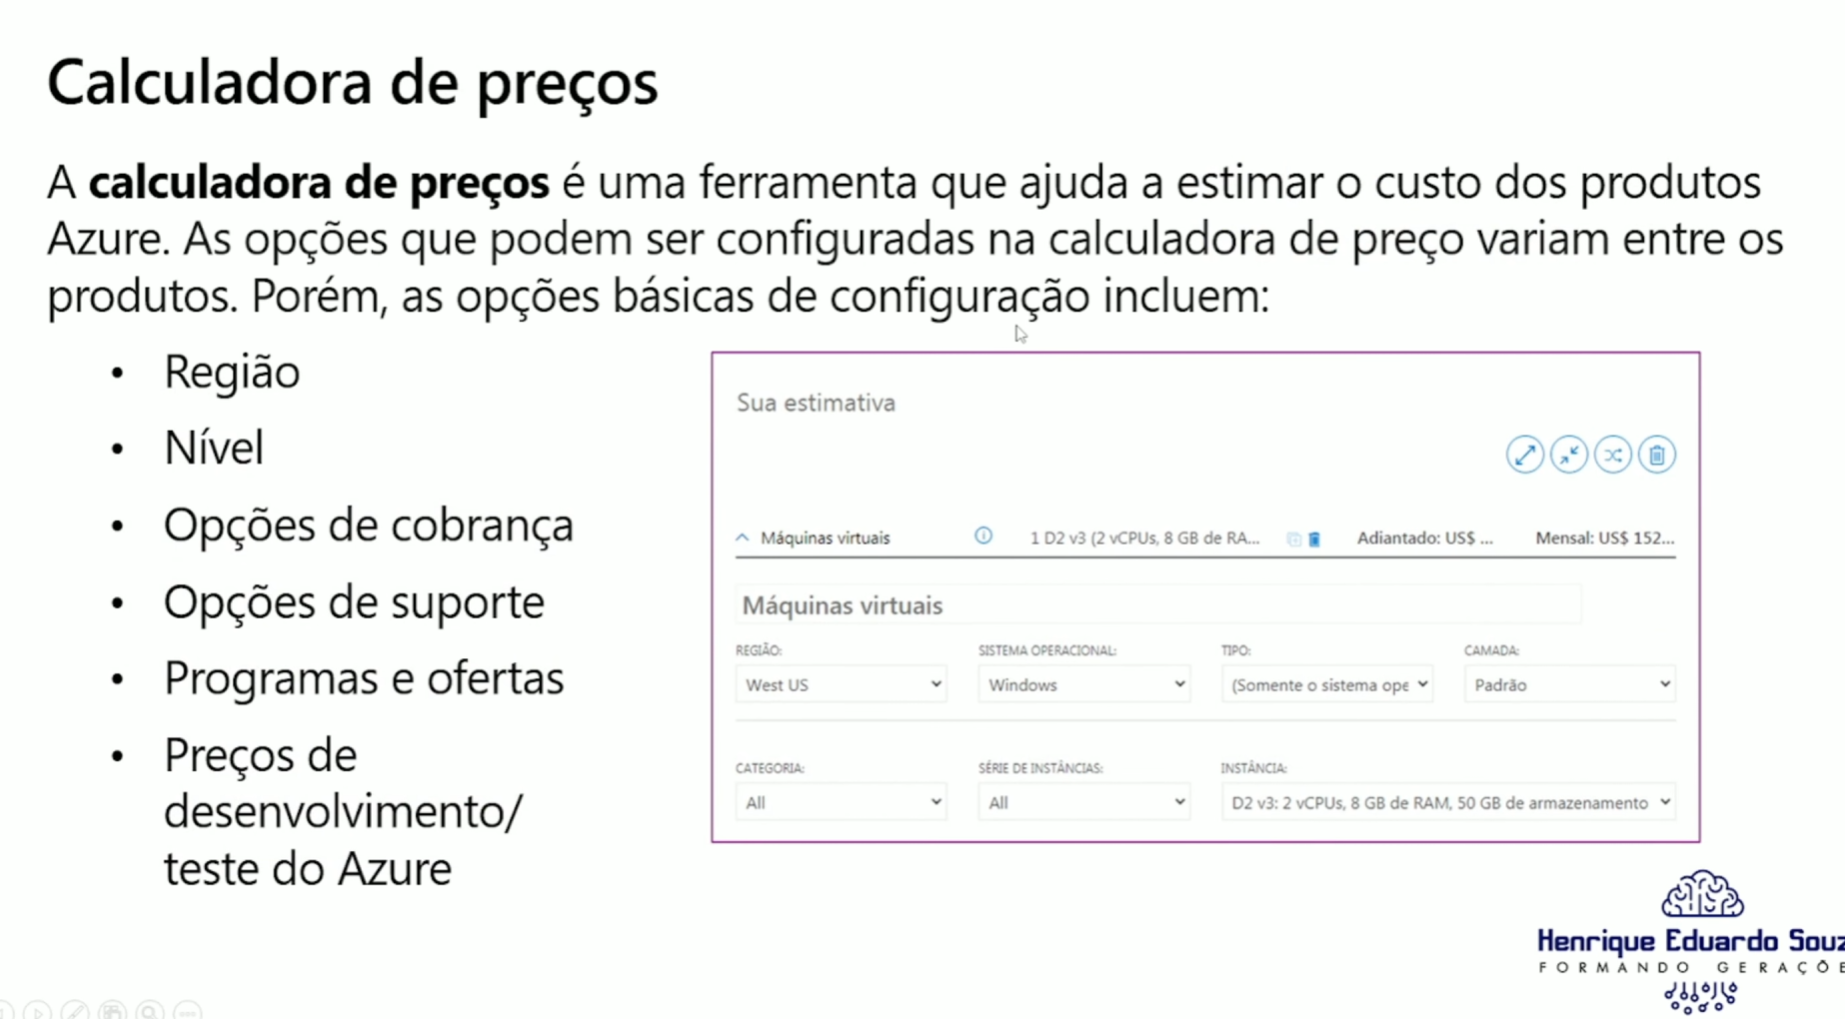 Calculadora de preços
A calculadora de preços é uma ferramenta que ajuda a estimar o custo dos produtos
Azure. As opções que podem ser configuradas na calculadora de preço variam entre os
produtos. Porém, as opções básicas de configuração incluem:
• Região
• Nível
• Opções de cobrança
• Opções de suporte
• Programas e ofertas
• Preços de
desenvolvimento/
teste do Azure
Sua estimativa
Máquinas virtuais 1 D2 v3 (2 vCPUs, 8 GB de RA... Adiantado: US$ ... Mensal: US$ 152...
Máquinas virtuais
REGIÃO: SISTEMA OPERACIONAL: TIPO: CAMADA:
West US Windows (Somente o sistema ope Padrão
CATEGORIA: SÉRIE DE INSTÂNCIAS: INSTÂNCIA:
All All D2 v3: 2 vCPUs, 8 GB de RAM, 50 GB de armazenamento
Henrique Eduardo Souz
FORMANDO GERAÇÕE